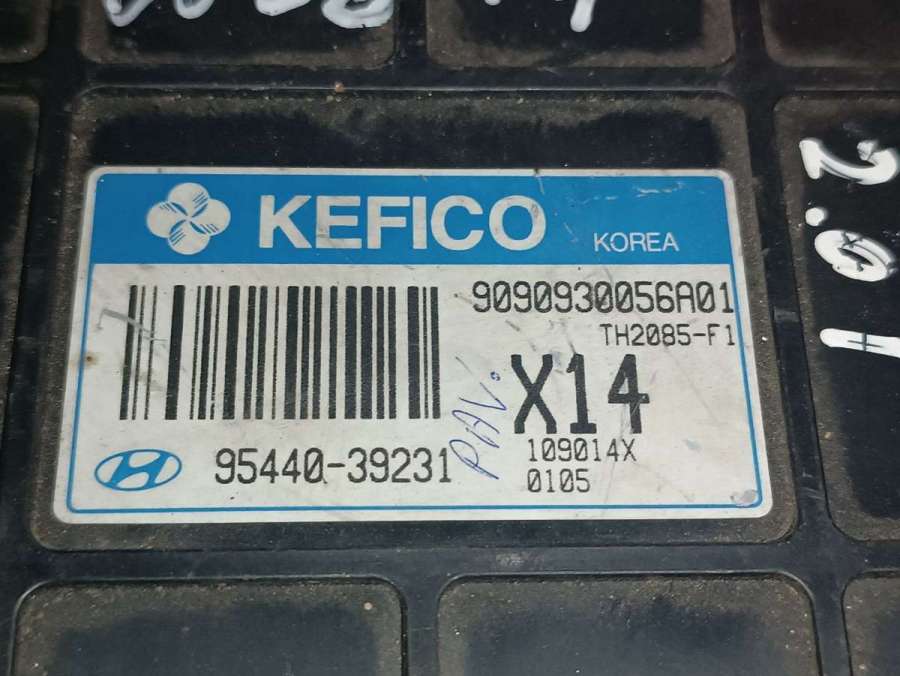 KEFICO KOREA
9090930056A01
TH2085-F1
X14
109014X
95440-39231
0105